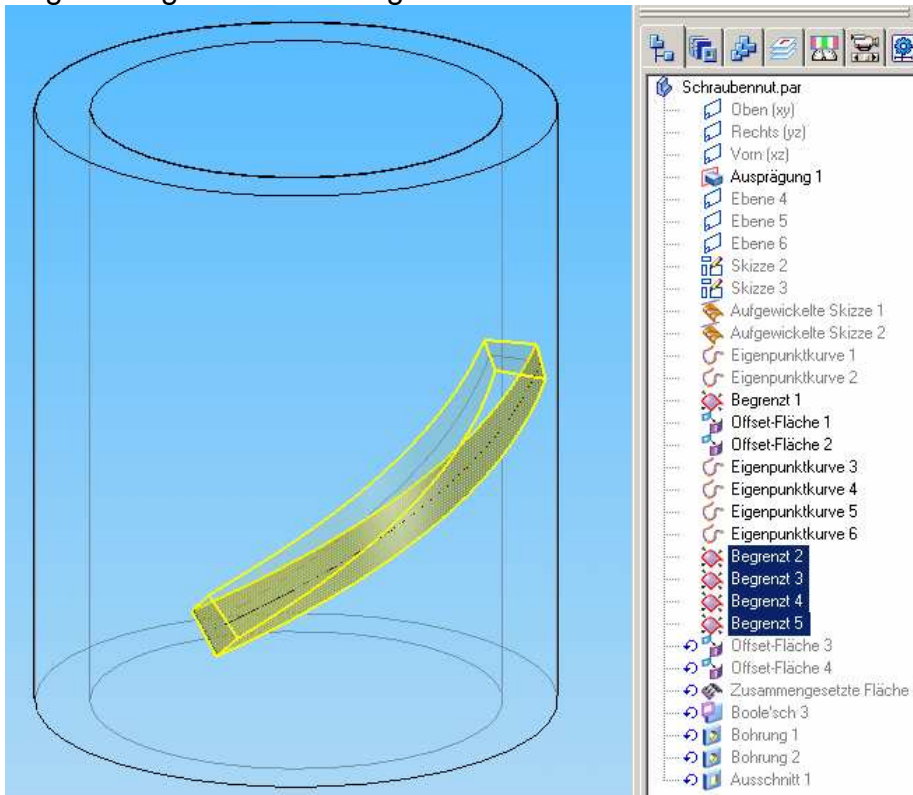 Schraubennut.par
Oben (xy)
Rechts (yz)
Vorn (xz)
Ausprägung 1
Ebene 4
Ebene 5
Ebene 6
Skizze 2
Skizze 3
Aufgewickelte Skizze 1
Aufgewickelte Skizze 2
Eigenpunktkurve 1
Eigenpunktkurve 2
Begrenzt 1
Offset-Fläche 1
Offset-Fläche 2
Eigenpunktkurve 3
Eigenpunktkurve 4
Eigenpunktkurve 5
Eigenpunktkurve 6
Begrenzt 2
Begrenzt 3
Begrenzt 4
Begrenzt 5
Offset-Fläche 3
Offset-Fläche 4
Zusammengesetzte Fläche
Boole'sch 3
Bohrung 1
Bohrung 2
Ausschnitt 1